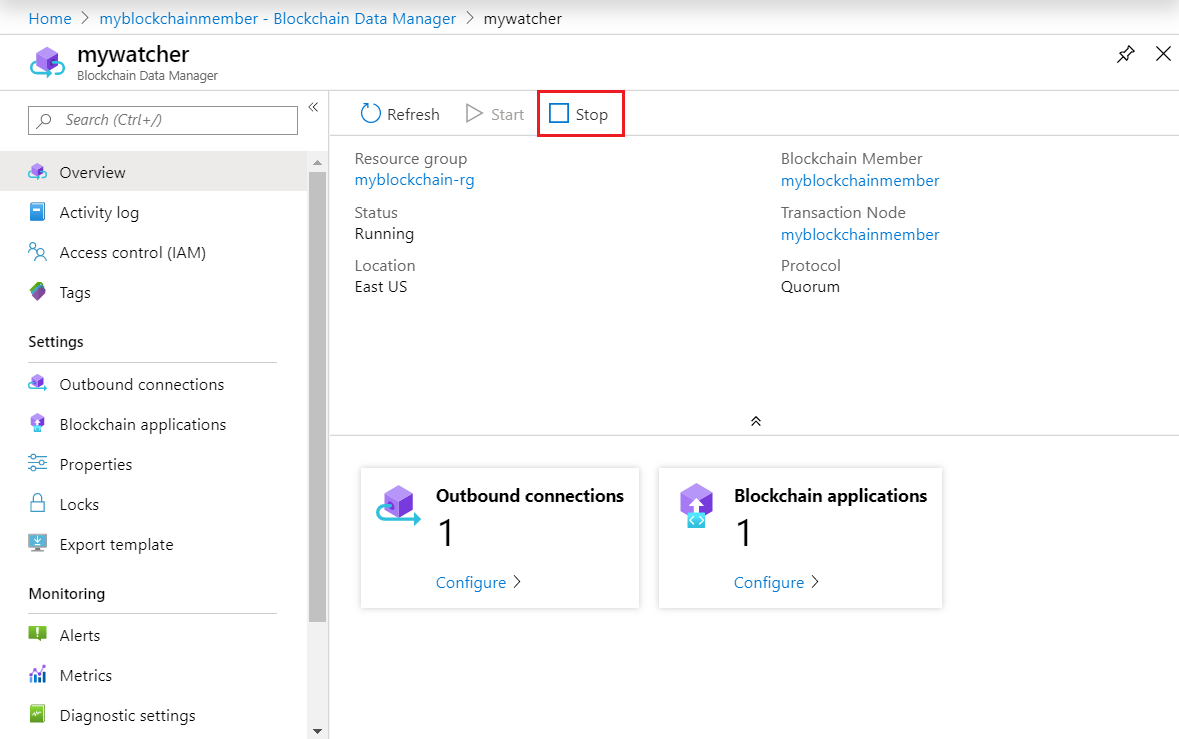 Home > myblockchainmember - Blockchain Data Manager > mywatcher
mywatcher
Blockchain Data Manager
Search (Ctrl+/)
Overview
Activity log
Access control (IAM)
Tags
Settings
Outbound connections
Blockchain applications
Properties
Locks
Export template
Monitoring
Alerts
Metrics
Diagnostic settings
Refresh
Start
Stop
Resource group
myblockchain-rg
Status
Running
Location
East US
Blockchain Member
myblockchainmember
Transaction Node
myblockchainmember
Protocol
Quorum
Outbound connections
1
Configure >
Blockchain applications
1
Configure >